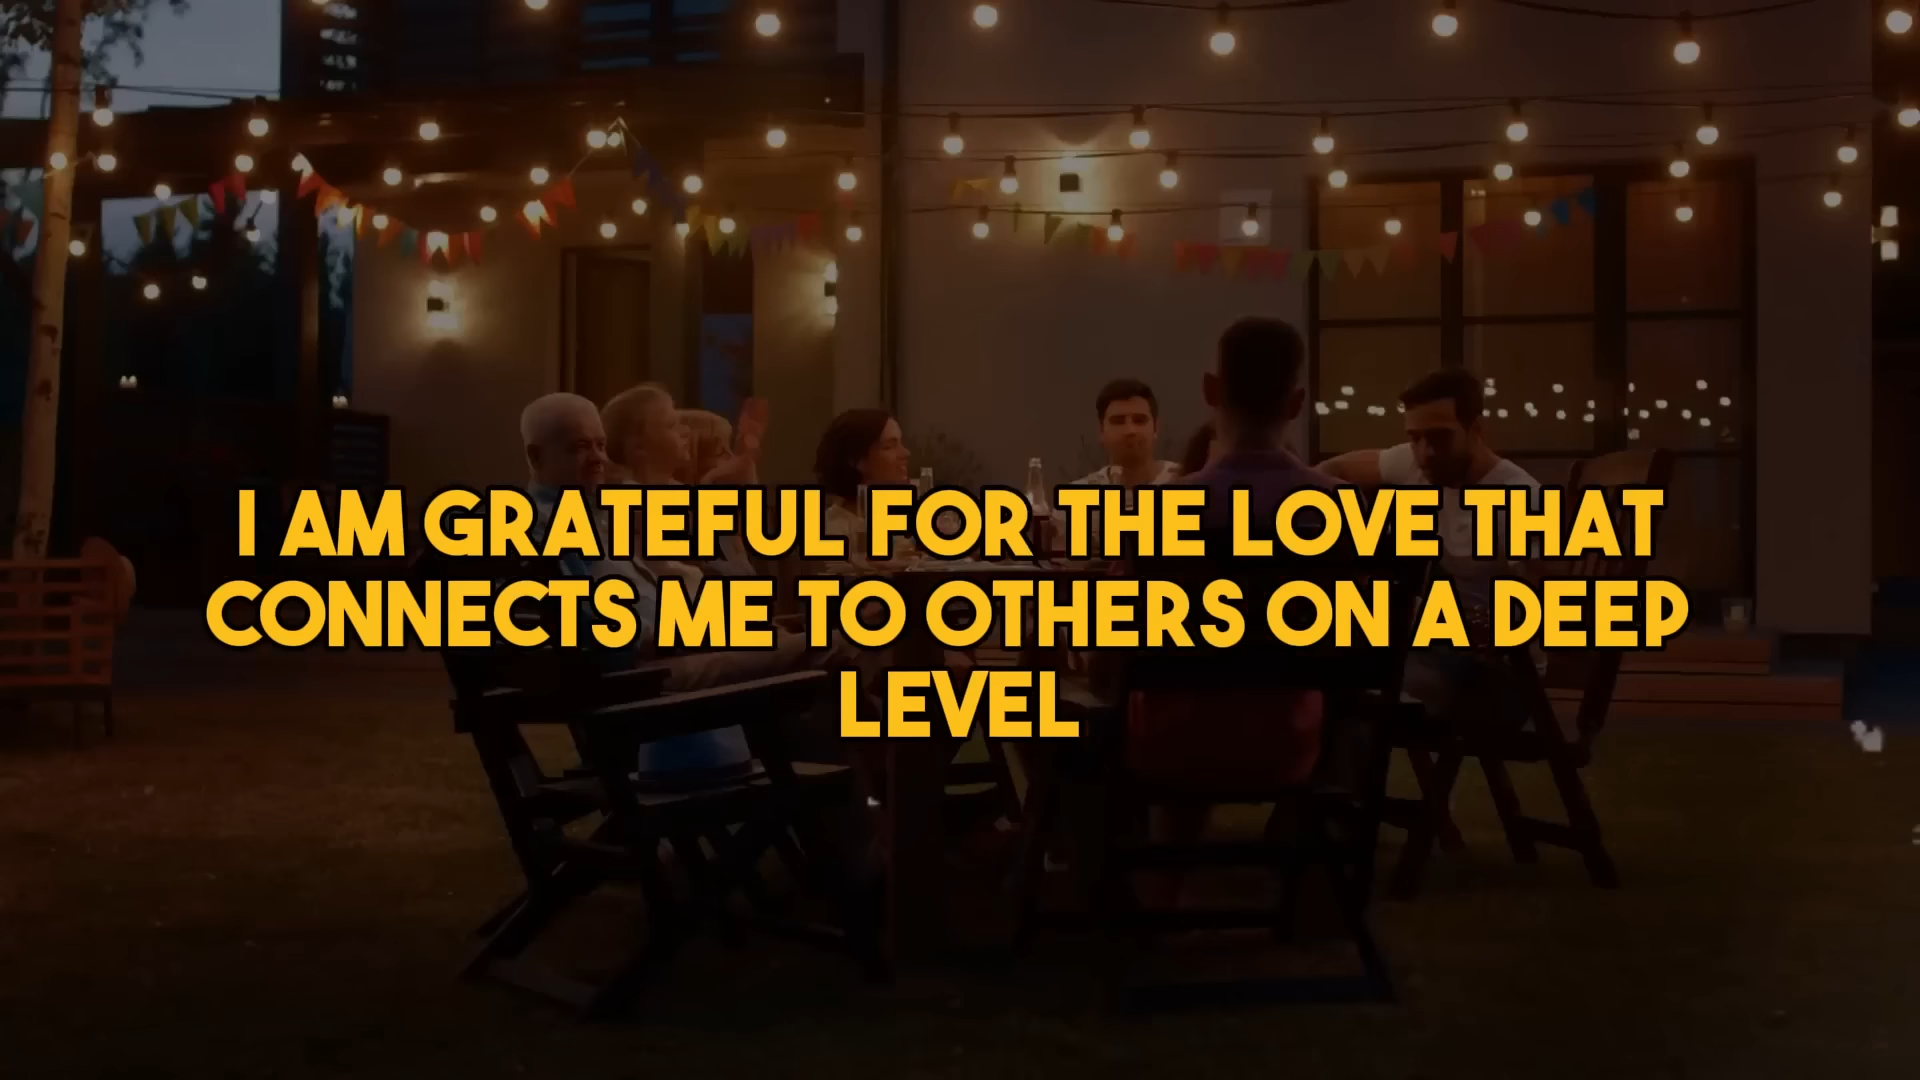 I AM GRATEFUL FOR THE LOVE THAT
CONNECTS ME TO OTHERS ON A DEEP
LEVEL